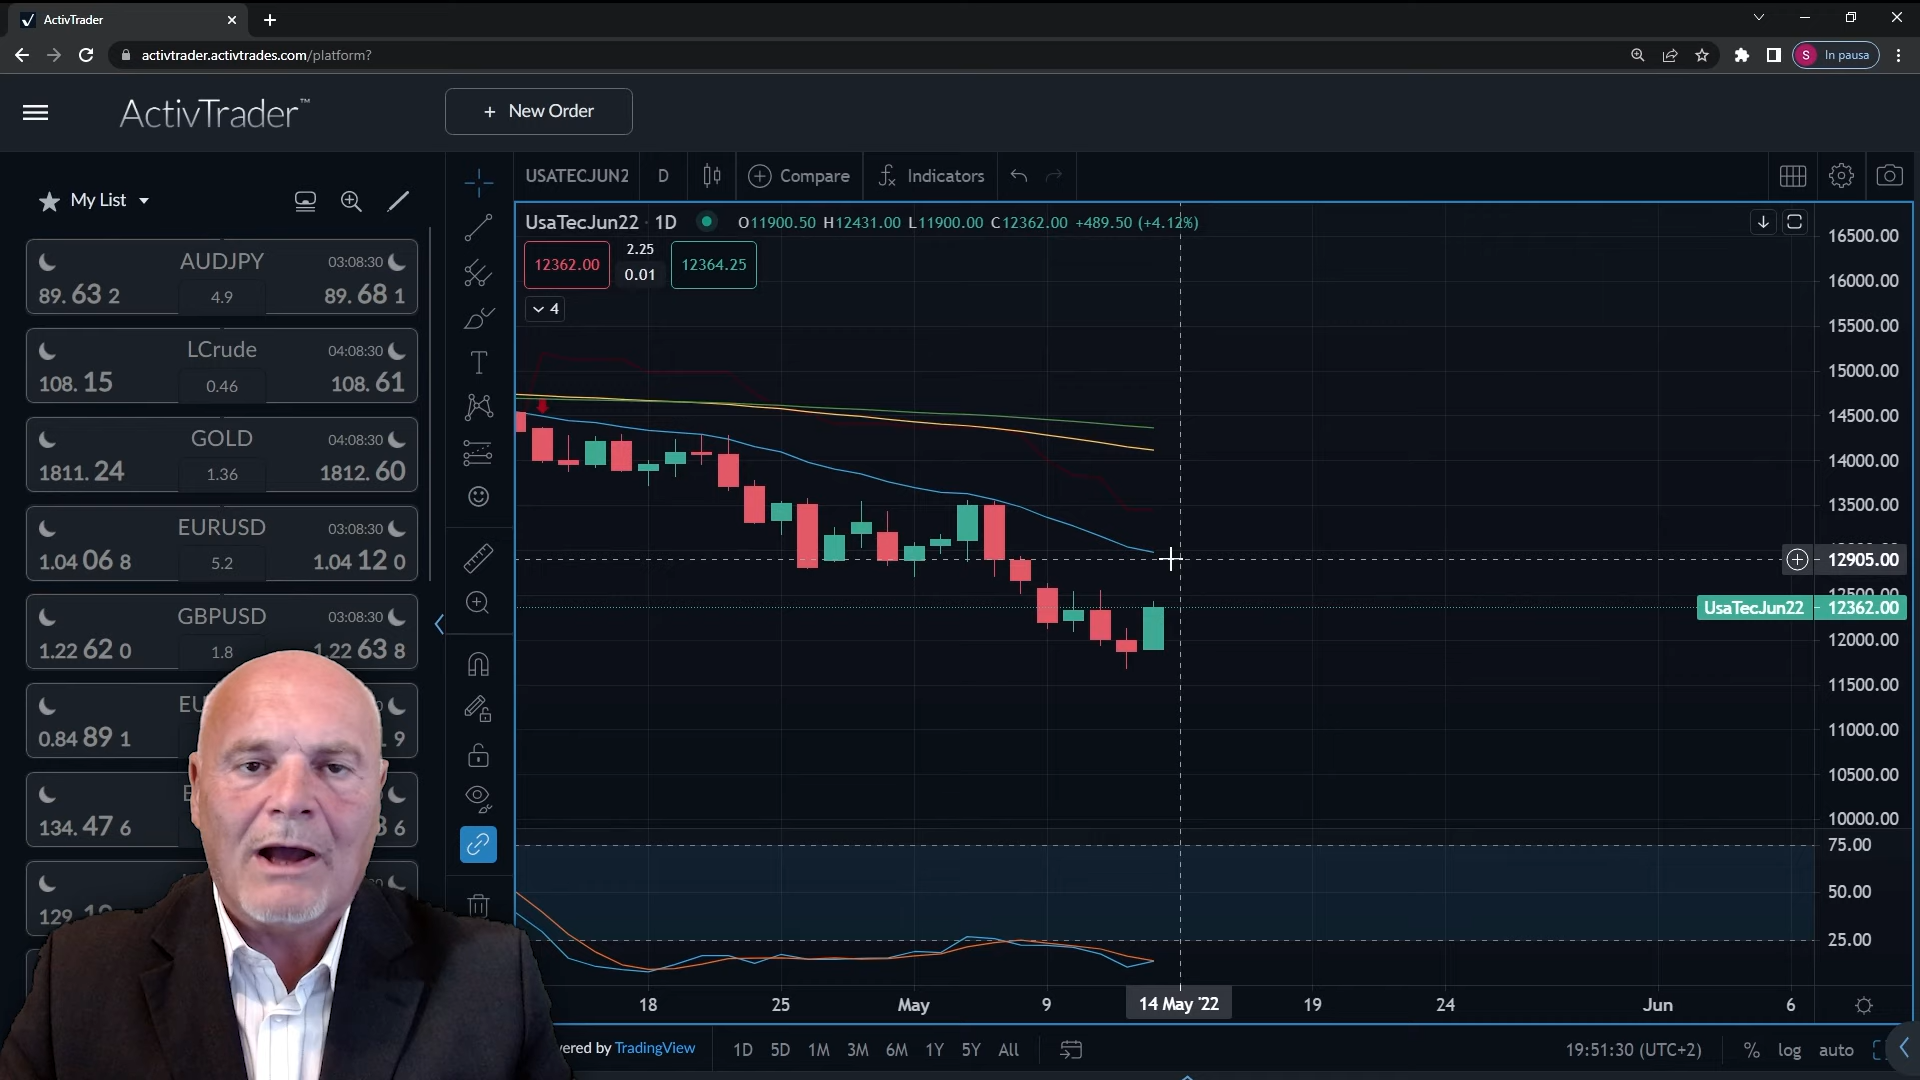 ActivTrader
activtrader.activtrades.com/platform?
S In pausa
ActivTrader™
+ New Order
My List
USATECJUN2 D Compare Indicators
UsaTecJun22 · 1D O11900.50 H12431.00 L11900.00 C12362.00 +489.50 (+4.12%)
12362.00 2.25 0.01 12364.25
4
AUDJPY 03:08:30
89. 63 2 4.9 89. 68 1
LCrude 04:08:30
108. 15 0.46 108. 61
GOLD 04:08:30
1811. 24 1.36 1812. 60
EURUSD 03:08:30
1.04 06 8 5.2 1.04 12 0
GBPUSD 03:08:30
1.22 62 0 1.8 1.22 63 8
0.84 89 1 9
134. 47 6 6
129.
16500.00
16000.00
15500.00
15000.00
14500.00
14000.00
13500.00
12905.00
12500.00
UsaTecJun22 12362.00
12000.00
11500.00
11000.00
10500.00
10000.00
75.00
50.00
25.00
18 25 May 9 14 May '22 19 24 Jun 6
ered by TradingView 1D 5D 1M 3M 6M 1Y 5Y All 19:51:30 (UTC+2) % log auto